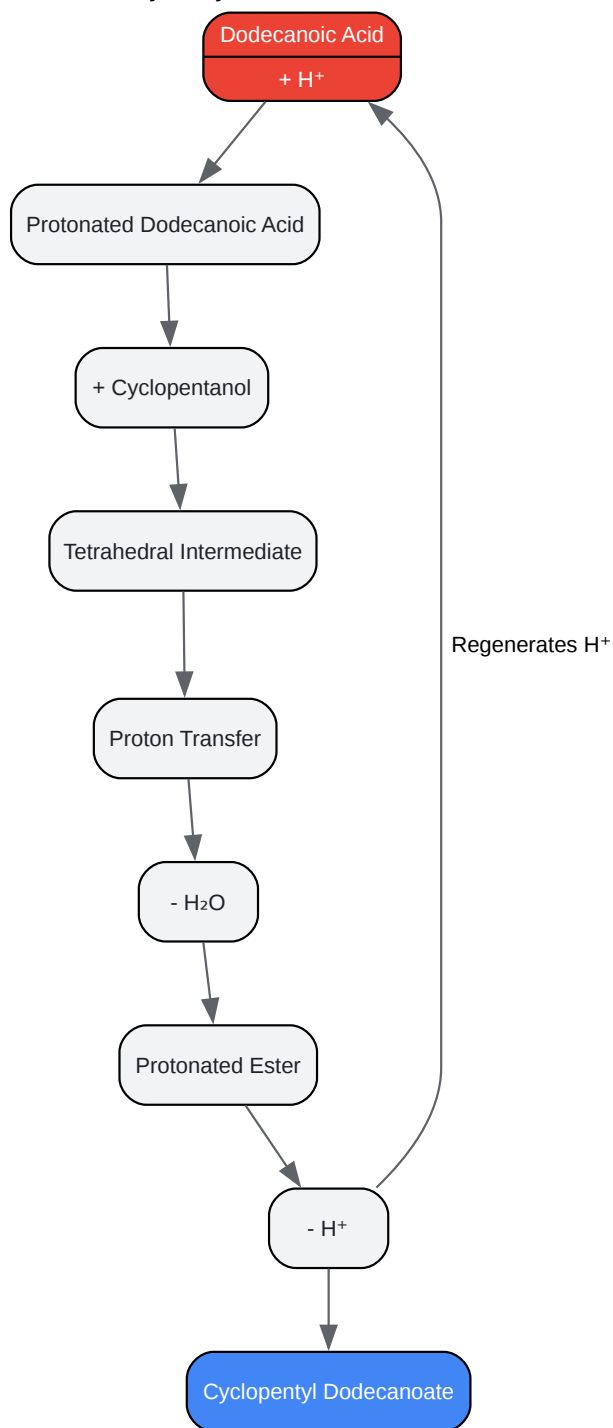 Dodecanoic Acid
+ H⁺
Protonated Dodecanoic Acid
+ Cyclopentanol
Tetrahedral Intermediate
Regenerates H⁺
Proton Transfer
- H₂O
Protonated Ester
- H⁺
Cyclopentyl Dodecanoate